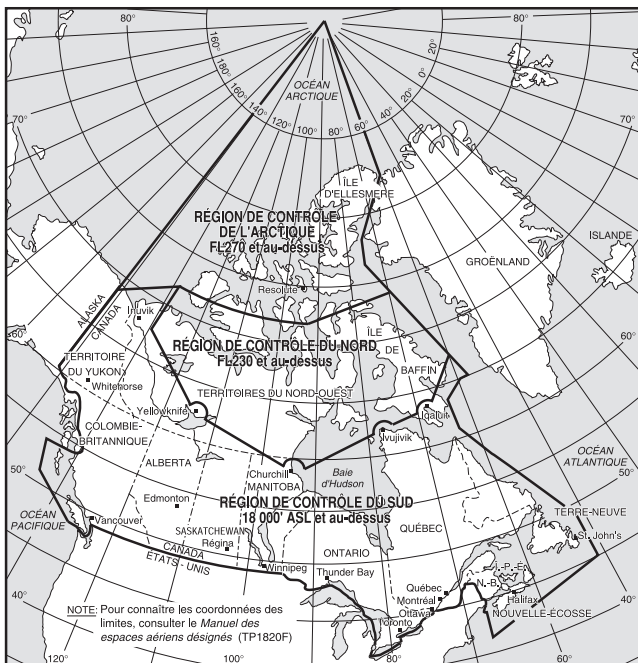 80°
80°
160°
160°
160°
140°
120°
100°
80°
60°
40°
20°
0°
20°
OCÉAN
ARCTIQUE
70°
70°
ÎLE
D'ELLESMERE
RÉGION DE CONTRÔLE
DE L'ARCTIQUE
FL270 et au-dessus
ISLANDE
GROËNLAND
Resolute
ALASKA
CANADA
Inuvik
60°
60°
RÉGION DE CONTRÔLE DU NORD
FL230 et au-dessus
ÎLE
DE
BAFFIN
TERRITOIRE
DU YUKON
Whitehorse
TERRITOIRES DU NORD-OUEST
Yellowknife
Iqaluit
Ivujivik
COLOMBIE-
BRITANNIQUE
ALBERTA
Churchill
MANITOBA
Baie
d'Hudson
OCÉAN
ATLANTIQUE
50°
50°
OCÉAN
PACIFIQUE
Edmonton
RÉGION DE CONTRÔLE DU SUD
18 000' ASL et au-dessus
Vancouver
SASKATCHEWAN
Régina
QUÉBEC
TERRE-NEUVE
St. John's
CANADA
ÉTATS - UNIS
Winnipeg
ONTARIO
Thunder Bay
Î.-P.-É.
N.-B.
Québec
Montréal
Ottawa
Toronto
Halifax
NOUVELLE-ÉCOSSE
40°
40°
NOTE: Pour connaître les coordonnées des
limites, consulter le Manuel des
espaces aériens désignés (TP1820F)
120°
100°
80°
60°